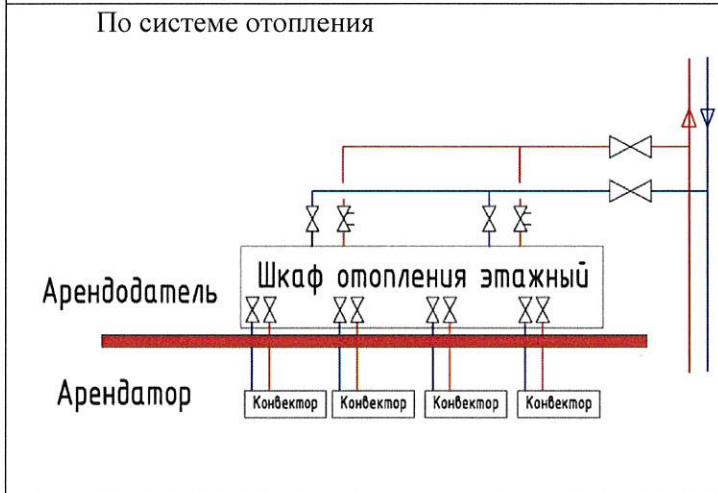 По системе отопления
Шкаф отопления этажный
Арендодатель
Арендатор
Конвектор Конвектор Конвектор Конвектор